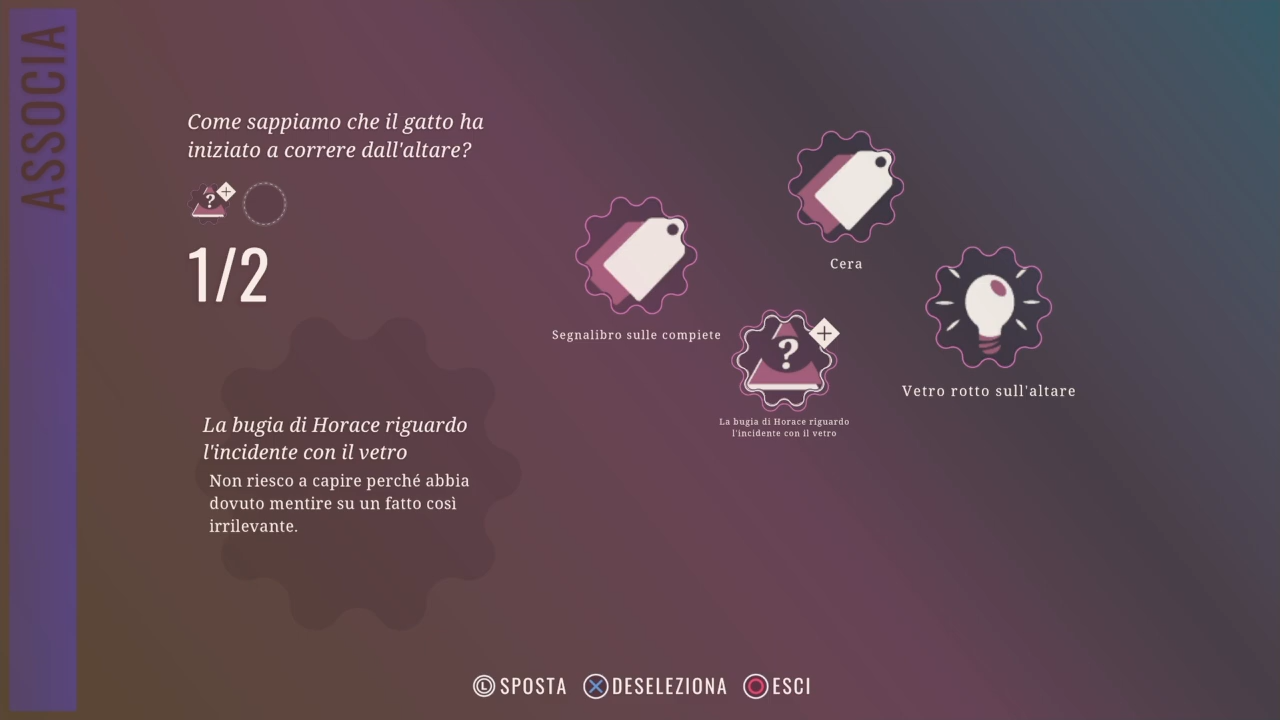 ASSOCIA
Come sappiamo che il gatto ha
iniziato a correre dall'altare?
?
1/2
La bugia di Horace riguardo
l'incidente con il vetro
Non riesco a capire perché abbia
dovuto mentire su un fatto così
irrilevante.
Cera
Segnalibro sulle compiete
?
La bugia di Horace riguardo
l'incidente con il vetro
Vetro rotto sull'altare
L SPOSTA DESELEZIONA ESCI